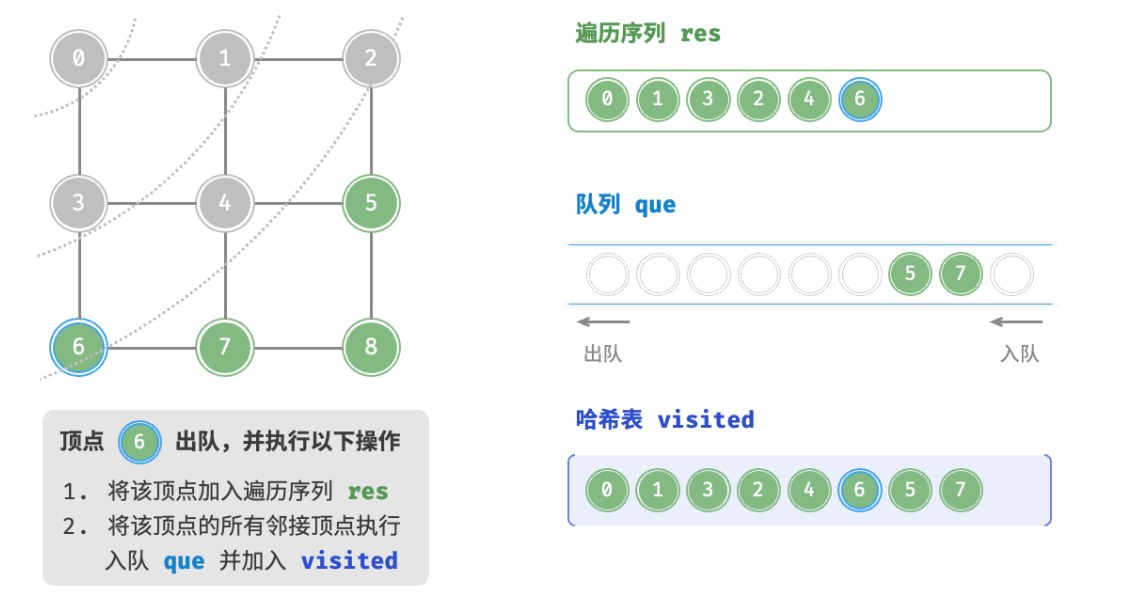 0 1 2
3 4 5
6 7 8
顶点 6 出队，并执行以下操作
1. 将该顶点加入遍历序列 res
2. 将该顶点的所有邻接顶点执行
入队 que 并加入 visited
遍历序列 res
0 1 3 2 4 6
队列 que
5 7
出队 入队
哈希表 visited
0 1 3 2 4 6 5 7